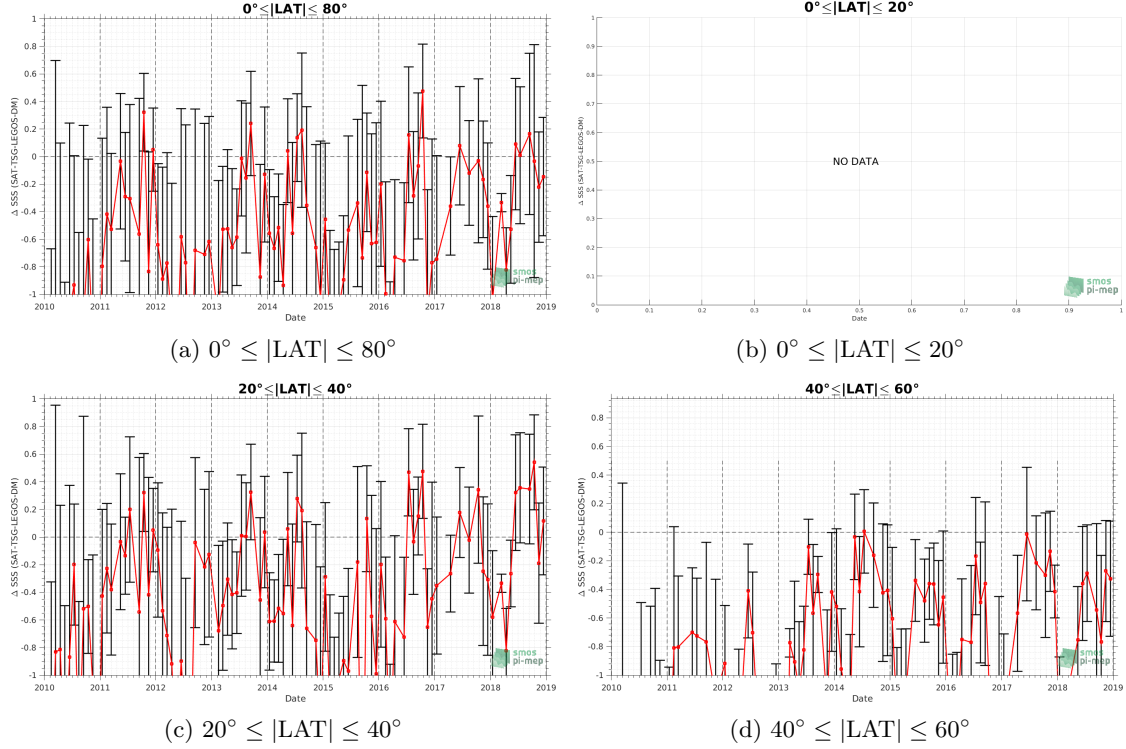 0°≤|LAT|≤ 80°
1
0.8
0.6
0.4
0.2
0
-0.2
-0.4
-0.6
-0.8
-1
Δ SSS (SAT-TSG-LEGOS-DM)
2010 2011 2012 2013 2014 2015 2016 2017 2018 2019
Date
smos
pi-mep
(a) 0° ≤ |LAT| ≤ 80°
0°≤|LAT|≤ 20°
1
0.9
0.8
0.7
0.6
0.5
0.4
0.3
0.2
0.1
0
Δ SSS (SAT-TSG-LEGOS-DM)
NO DATA
0 0.1 0.2 0.3 0.4 0.5 0.6 0.7 0.8 0.9 1
Date
smos
pi-mep
(b) 0° ≤ |LAT| ≤ 20°
20°≤|LAT|≤ 40°
1
0.8
0.6
0.4
0.2
0
-0.2
-0.4
-0.6
-0.8
-1
Δ SSS (SAT-TSG-LEGOS-DM)
2010 2011 2012 2013 2014 2015 2016 2017 2018 2019
Date
smos
pi-mep
(c) 20° ≤ |LAT| ≤ 40°
40°≤|LAT|≤ 60°
0.8
0.6
0.4
0.2
0
-0.2
-0.4
-0.6
-0.8
-1
Δ SSS (SAT-TSG-LEGOS-DM)
2010 2011 2012 2013 2014 2015 2016 2017 2018 2019
Date
smos
pi-mep
(d) 40° ≤ |LAT| ≤ 60°